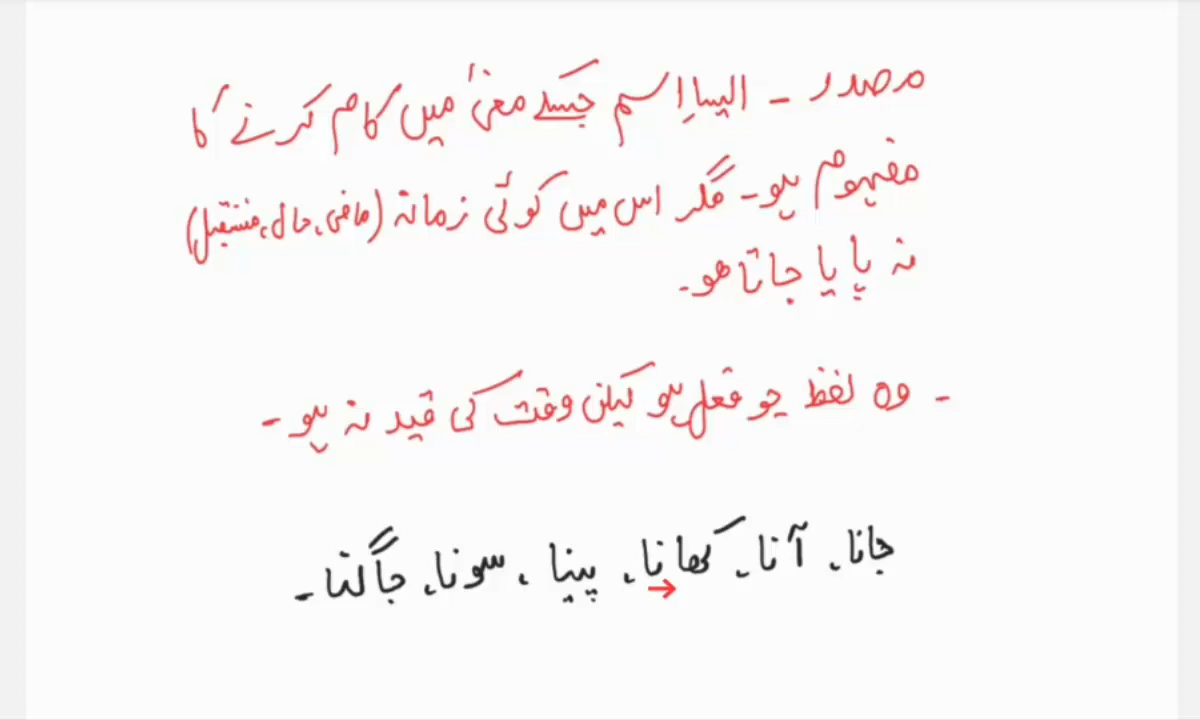 مصدر ۔ ایسا اِسم جسکے معنیٰ میں کام کرنے کا
مفہوم ہو۔ مگر اس میں کوئی زمانہ (ماضی، حال، مستقبل)
نہ پایا جاتا ھو۔
۔ وہ لفظ جو فعل ہو لیکن وقت کی قید نہ ہو۔
جانا، آنا، کھانا، پینا، سونا، جاگنا۔